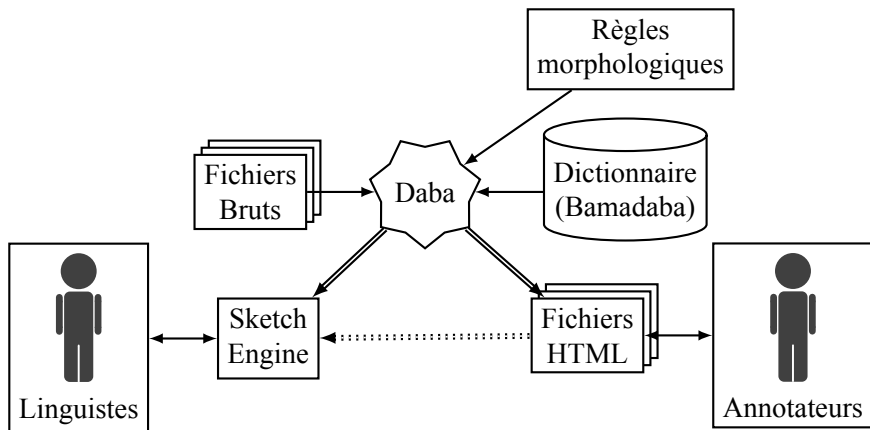 Règles
morphologiques
Fichiers
Bruts
Daba
Dictionnaire
(Bamadaba)
Sketch
Engine
Fichiers
HTML
Linguistes
Annotateurs